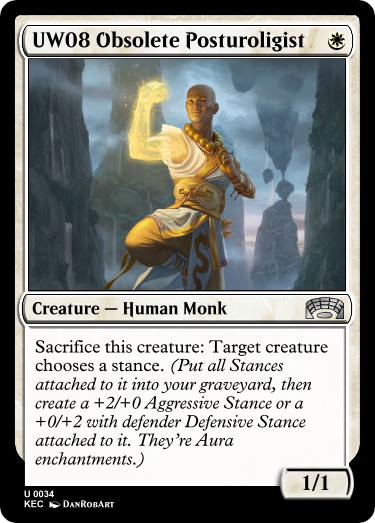 UW08 Obsolete Posturoligist
Creature — Human Monk
Sacrifice this creature: Target creature
chooses a stance. (Put all Stances
attached to it into your graveyard, then
create a +2/+0 Aggressive Stance or a
+0/+2 with defender Defensive Stance
attached to it. They’re Aura
enchantments.)
1/1
U 0034
KEC DanRobArt